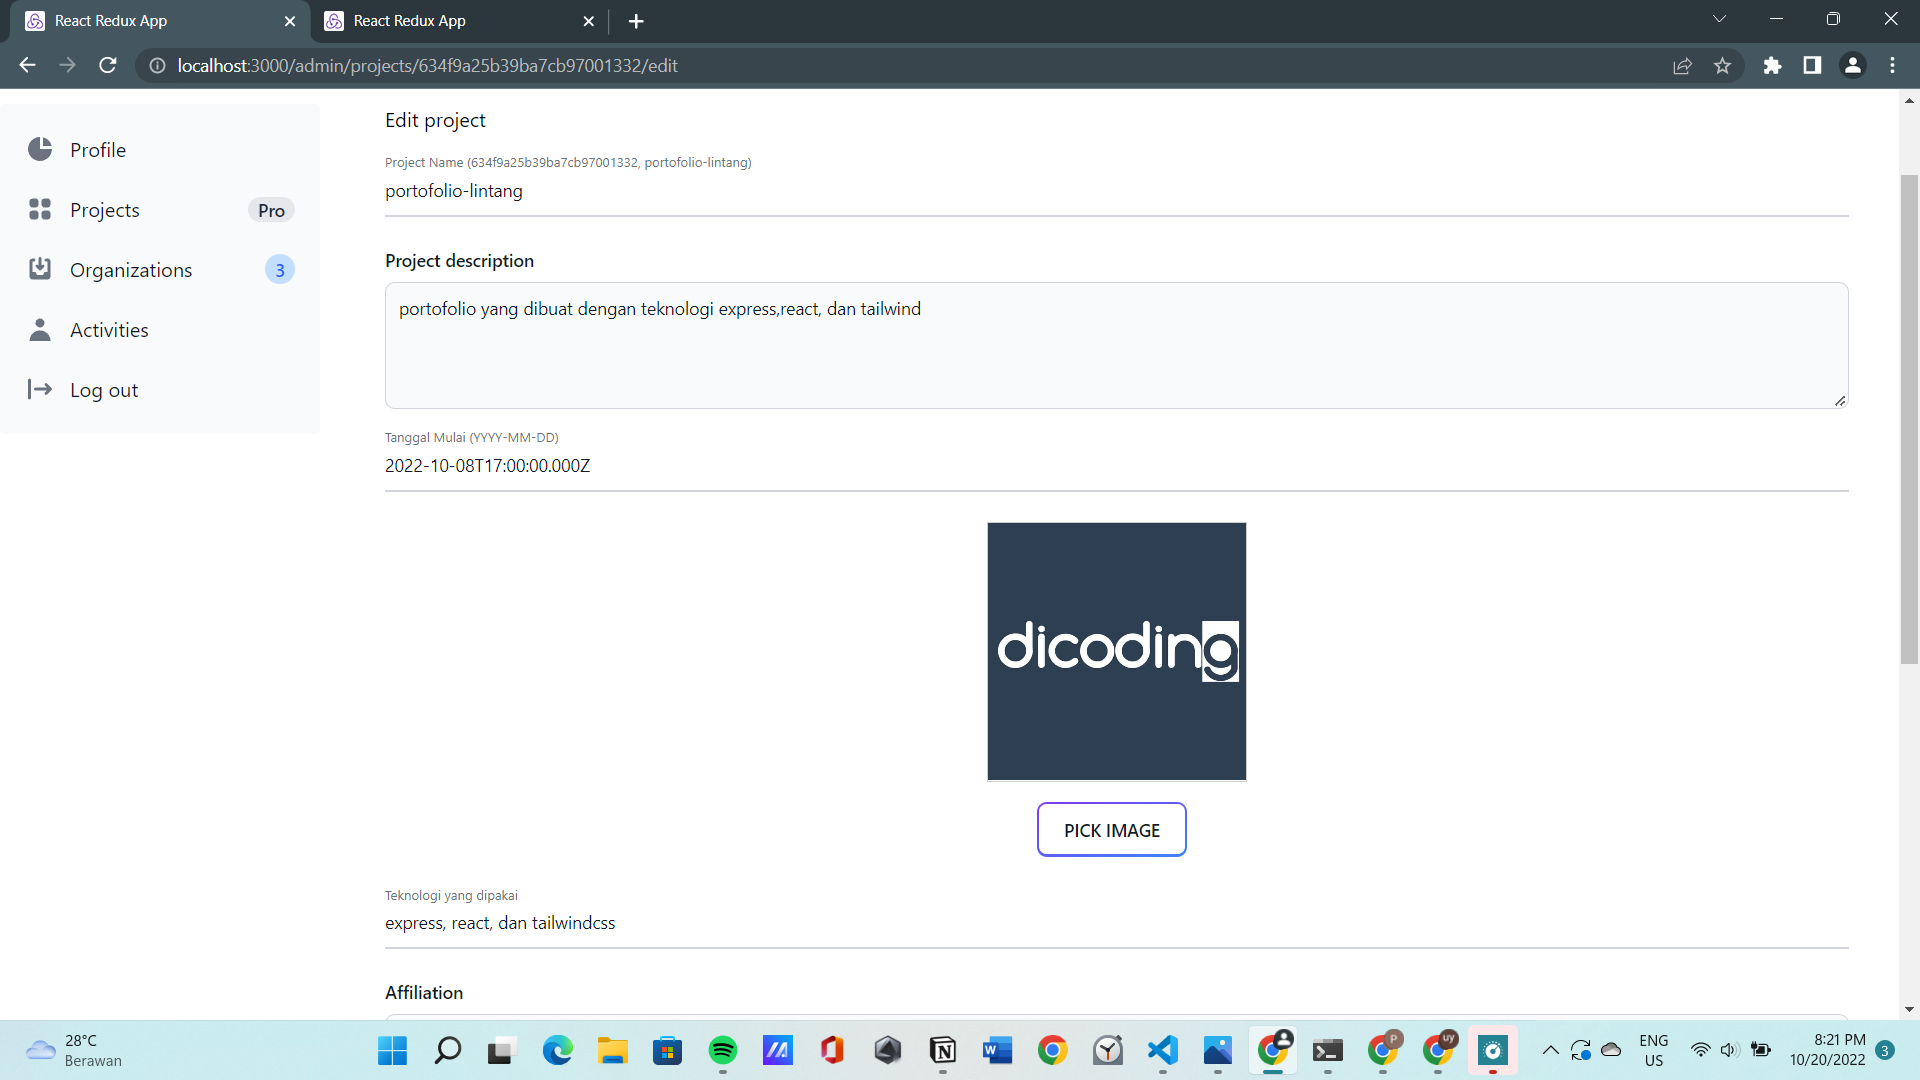 React Redux App
React Redux App
localhost:3000/admin/projects/634f9a25b39ba7cb97001332/edit
Profile
Projects
Pro
Organizations
3
Activities
Log out
Edit project
Project Name (634f9a25b39ba7cb97001332, portofolio-lintang)
portofolio-lintang
Project description
portofolio yang dibuat dengan teknologi express,react, dan tailwind
Tanggal Mulai (YYYY-MM-DD)
2022-10-08T17:00:00.000Z
dicoding
PICK IMAGE
Teknologi yang dipakai
express, react, dan tailwindcss
Affiliation
28°C
Berawan
P
uy
ENG
US
8:21 PM
10/20/2022
3